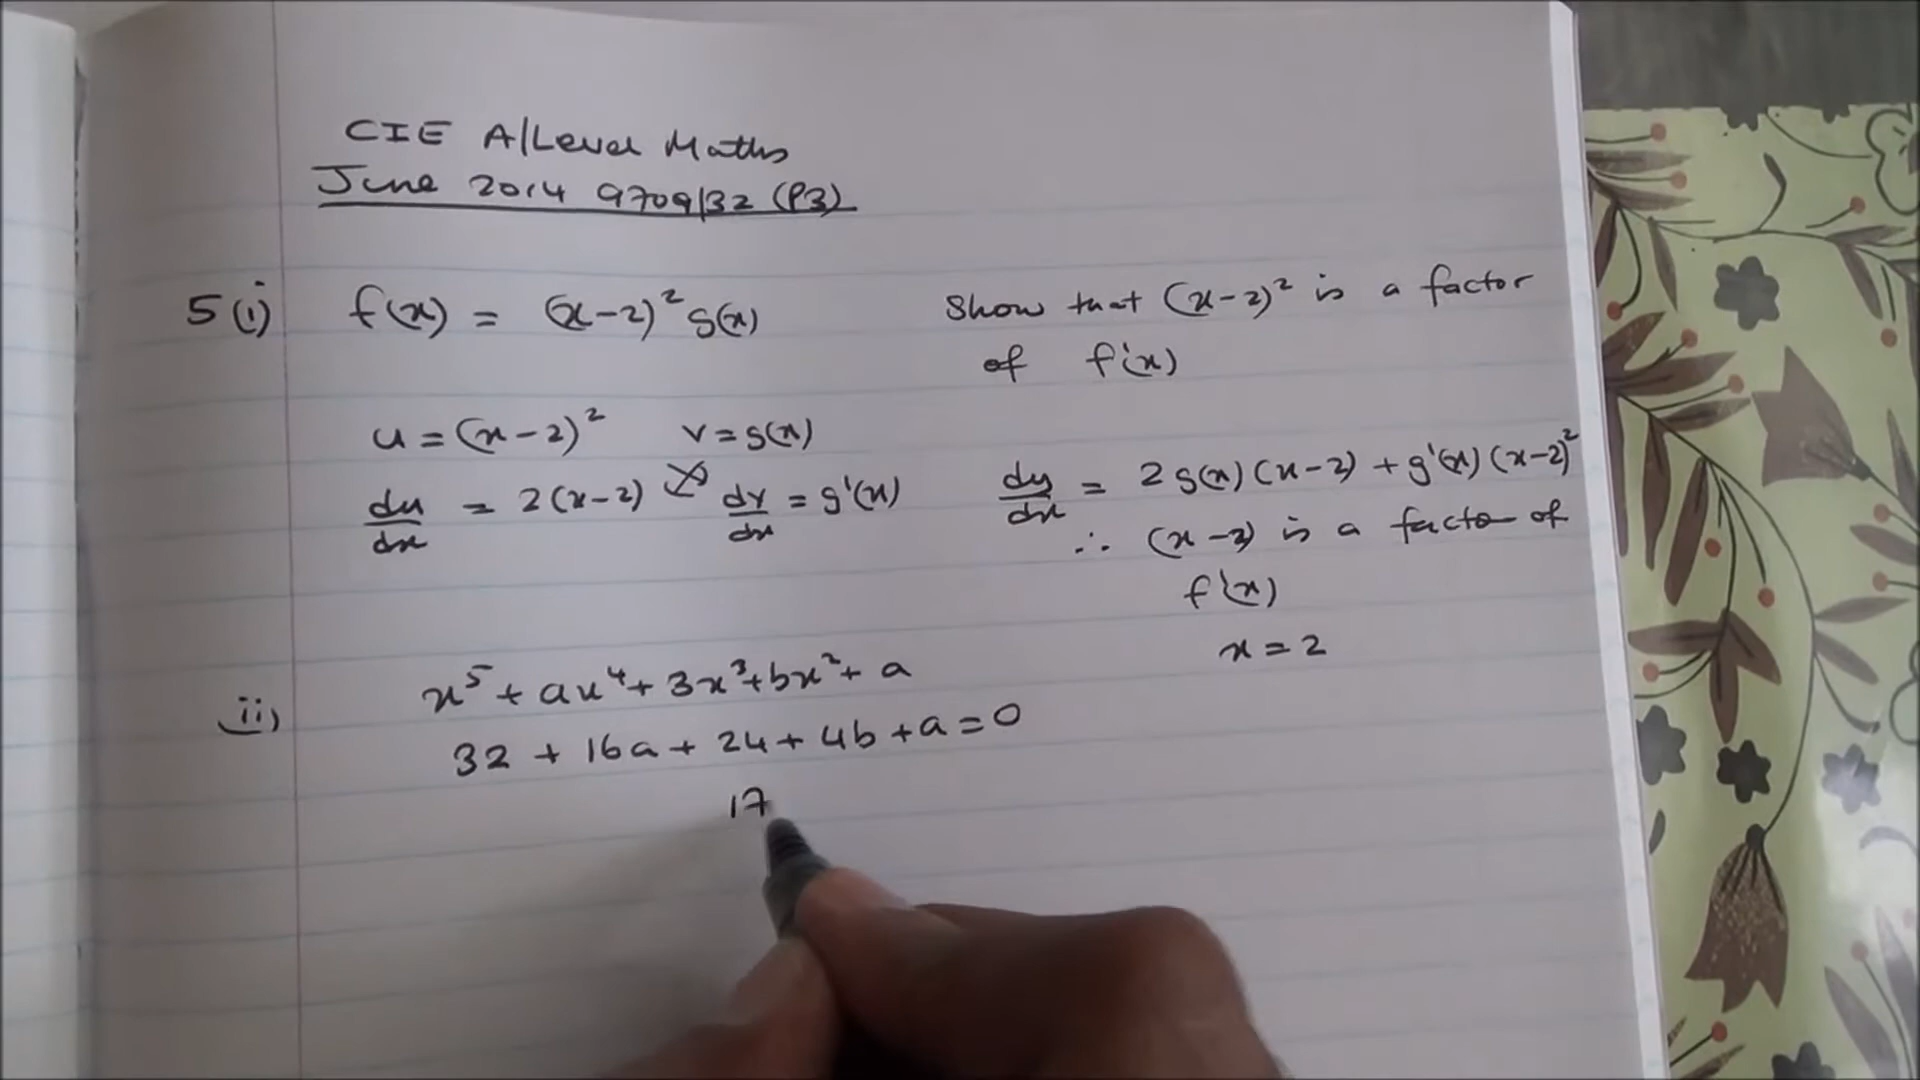 CIE A/Level Maths
June 2014 9709/32 (P3)
5(i) f(x) = (x-2)² g(x)
Show that (x-2)² is a factor
of f'(x)
u = (x-2)² v = g(x)
du/dx = 2(x-2) dv/dx = g'(x)
dy/dx = 2g(x)(x-2) + g'(x)(x-2)²
∴ (x-2) is a factor of
f'(x)
x = 2
ii) x⁵ + ax⁴ + 3x³ + bx² + a
32 + 16a + 24 + 4b + a = 0
17